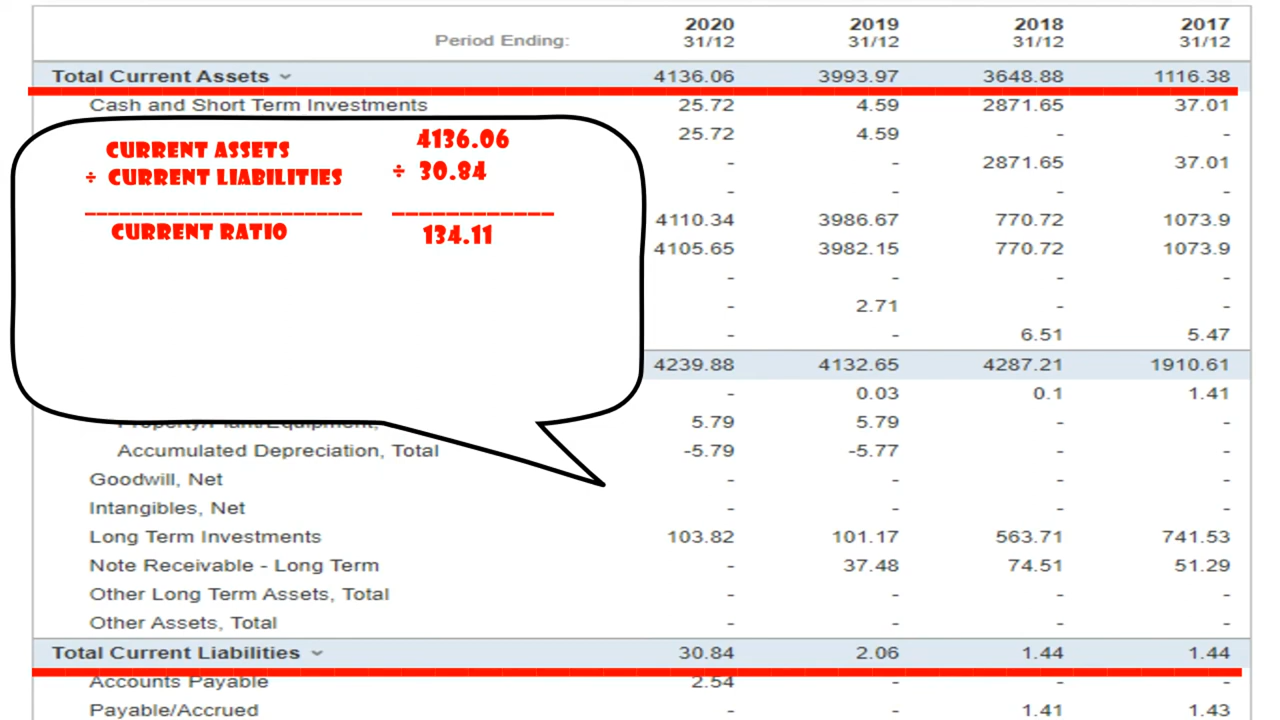 2020 2019 2018 2017
Period Ending: 31/12 31/12 31/12 31/12
Total Current Assets 4136.06 3993.97 3648.88 1116.38
Cash and Short Term Investments 25.72 4.59 2871.65 37.01
25.72 4.59 - -
- - 2871.65 37.01
- - - -
4110.34 3986.67 770.72 1073.9
4105.65 3982.15 770.72 1073.9
- - - -
- 2.71 - -
- - 6.51 5.47
CURRENT ASSETS 4136.06
÷ CURRENT LIABILITIES ÷ 30.84
CURRENT RATIO 134.11
4239.88 4132.65 4287.21 1910.61
- 0.03 0.1 1.41
Property/Plant/Equipment, 5.79 5.79 - -
Accumulated Depreciation, Total -5.79 -5.77 - -
Goodwill, Net - - - -
Intangibles, Net - - - -
Long Term Investments 103.82 101.17 563.71 741.53
Note Receivable - Long Term - 37.48 74.51 51.29
Other Long Term Assets, Total - - - -
Other Assets, Total - - - -
Total Current Liabilities 30.84 2.06 1.44 1.44
Accounts Payable 2.54 - - -
Payable/Accrued - - 1.41 1.43